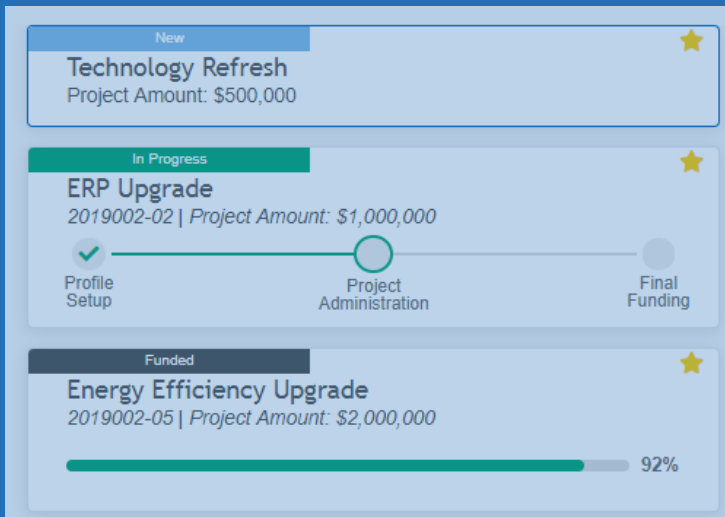 New
Technology Refresh
Project Amount: $500,000
In Progress
ERP Upgrade
2019002-02 | Project Amount: $1,000,000
Profile
Setup
Project
Administration
Final
Funding
Funded
Energy Efficiency Upgrade
2019002-05 | Project Amount: $2,000,000
92%